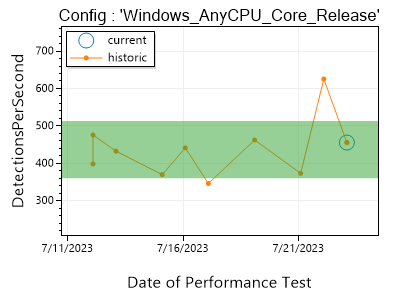 Config : 'Windows_AnyCPU_Core_Release'
current
historic
700
600
500
400
300
DetectionsPerSecond
7/11/2023
7/16/2023
7/21/2023
Date of Performance Test